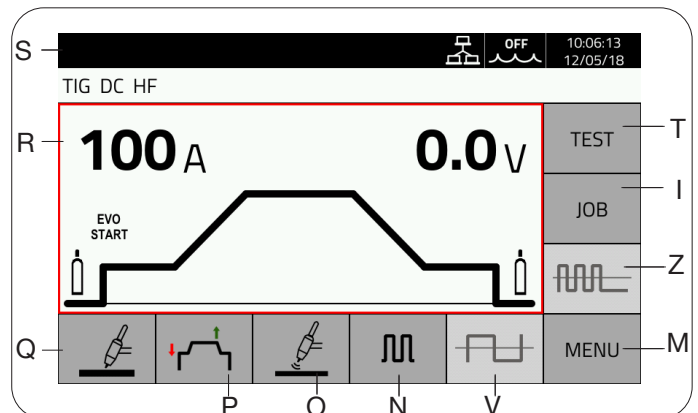 S
OFF
10:06:13
12/05/18
TIG DC HF
R
100 A
0.0 V
TEST
T
EVO
START
JOB
I
Z
Q
MENU
M
P
O
N
V